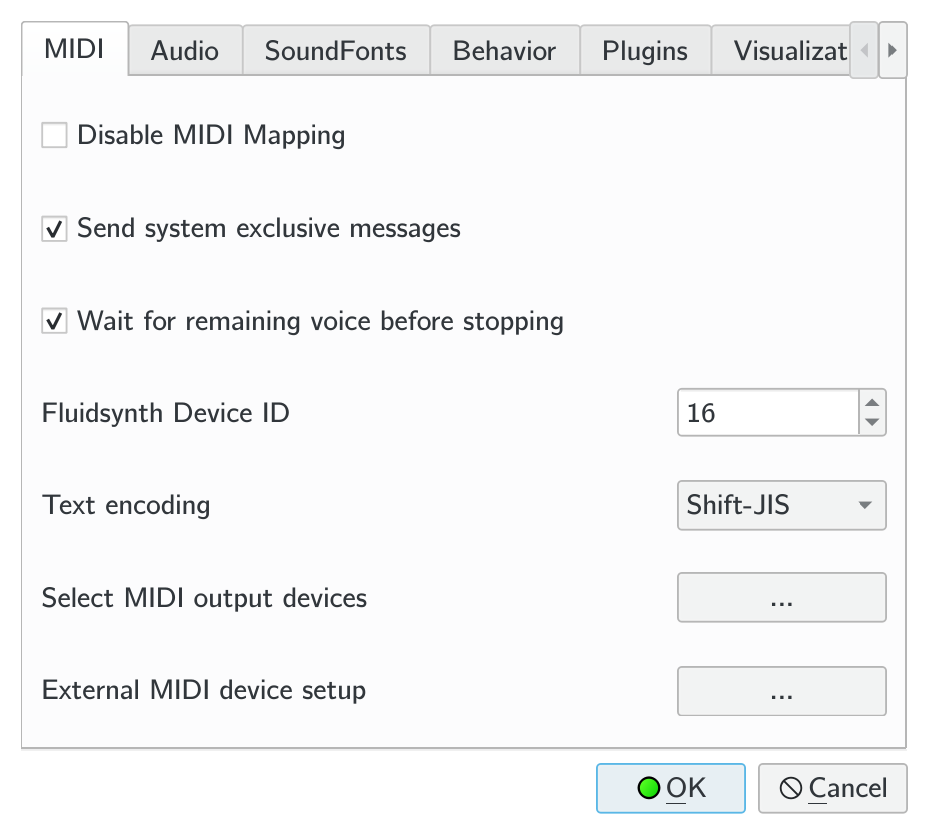 MIDI Audio SoundFonts Behavior Plugins Visualizat
Disable MIDI Mapping
Send system exclusive messages
Wait for remaining voice before stopping
Fluidsynth Device ID 16
Text encoding Shift-JIS
Select MIDI output devices ...
External MIDI device setup ...
OK Cancel